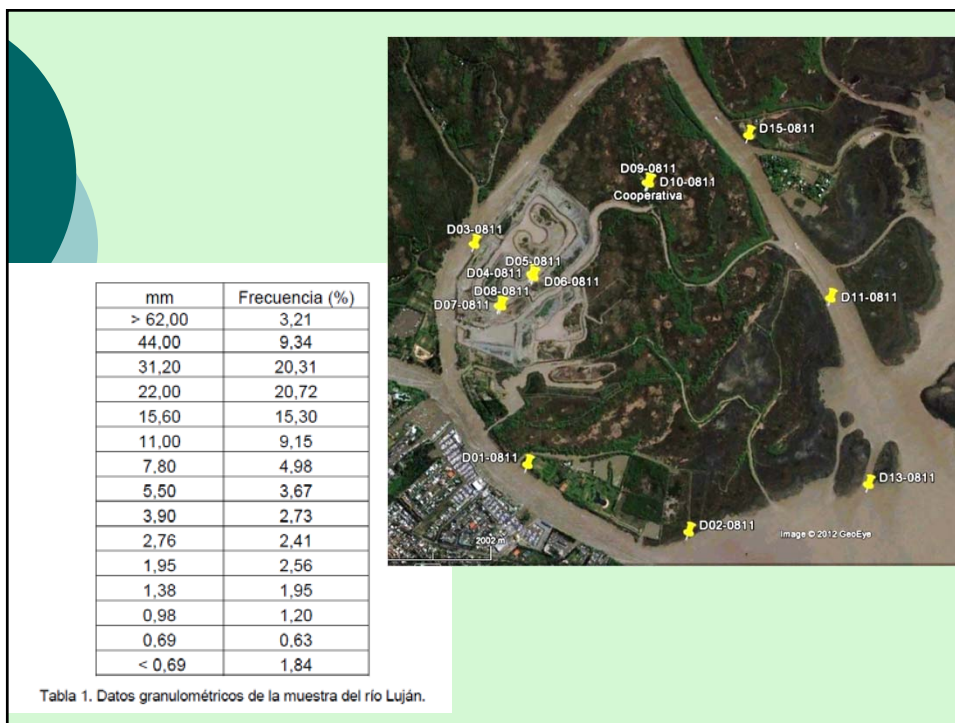 mm Frecuencia (%)
> 62,00 3,21
44,00 9,34
31,20 20,31
22,00 20,72
15,60 15,30
11,00 9,15
7,80 4,98
5,50 3,67
3,90 2,73
2,76 2,41
1,95 2,56
1,38 1,95
0,98 1,20
0,69 0,63
< 0,69 1,84
Tabla 1. Datos granulométricos de la muestra del río Luján.
D15-0811
D09-0811
D10-0811
Cooperativa
D03-0811
D05-0811
D04-0811
D06-0811
D08-0811
D07-0811
D11-0811
D01-0811
D13-0811
D02-0811
Image © 2012 GeoEye
2002 m